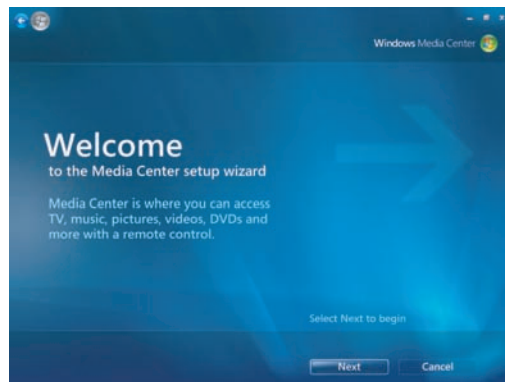 Windows Media Center
Welcome
to the Media Center setup wizard
Media Center is where you can access
TV, music, pictures, videos, DVDs and
more with a remote control.
Select Next to begin
Next Cancel